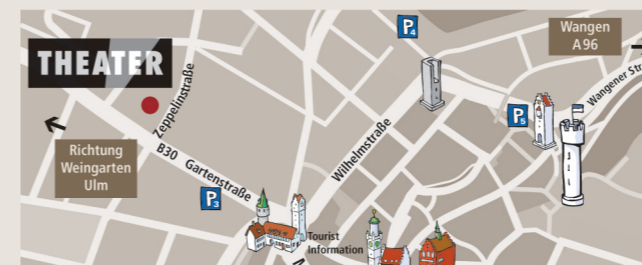 P4
Wangen
A96
THEATER
Zeppelinstraße
Wangener Str
P5
Richtung
Weingarten
Ulm
B30 Gartenstraße
Wilhelmstraße
P3
Tourist
Information